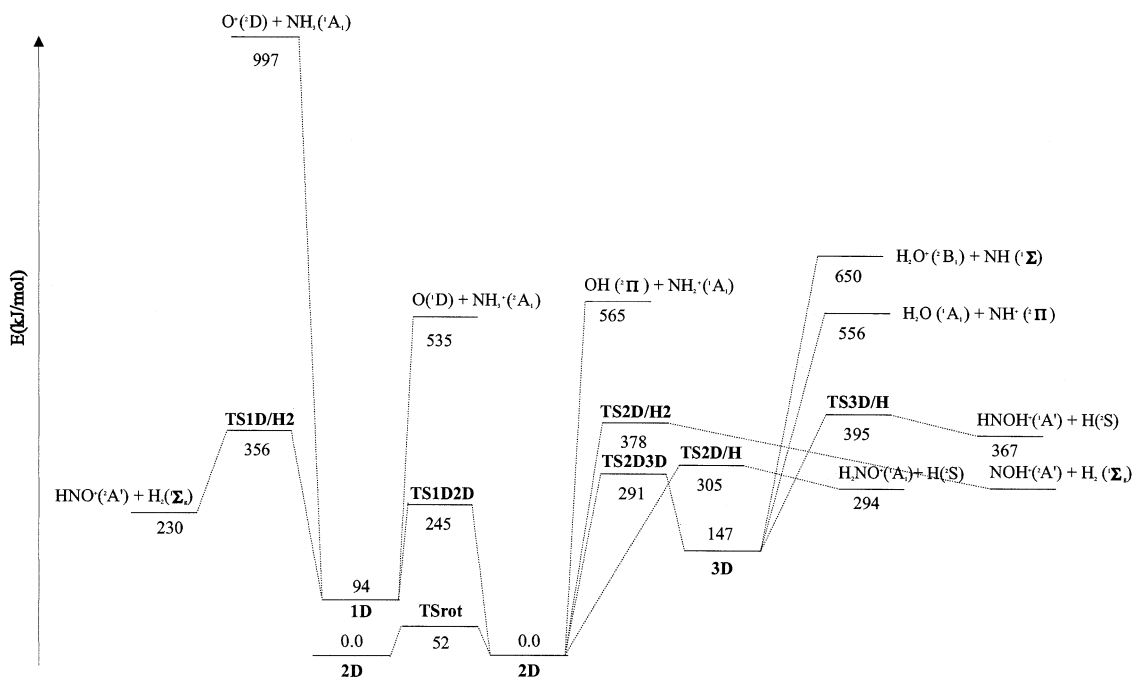 O⁺(²D) + NH₃(¹A₁)
997
E(kJ/mol)
H₂O⁺(²B₁) + NH(¹Σ)
650
OH (²Π) + NH₂⁺(¹A₁)
565
O(¹D) + NH₃⁺(²A₁)
535
H₂O (¹A₁) + NH⁺ (²Π)
556
TS1D/H2
356
TS2D/H2
378
TS3D/H
395
HNOH⁺(¹A') + H(²S)
367
TS2D3D
291
TS2D/H
305
H₂NO⁺(¹A₁)+H(²S)
294
NOH⁺(²A') + H₂ (¹Σg)
HNO⁺(²A') + H₂(¹Σg)
230
TS1D2D
245
147
3D
94
1D
TSrot
52
0.0
2D
0.0
2D